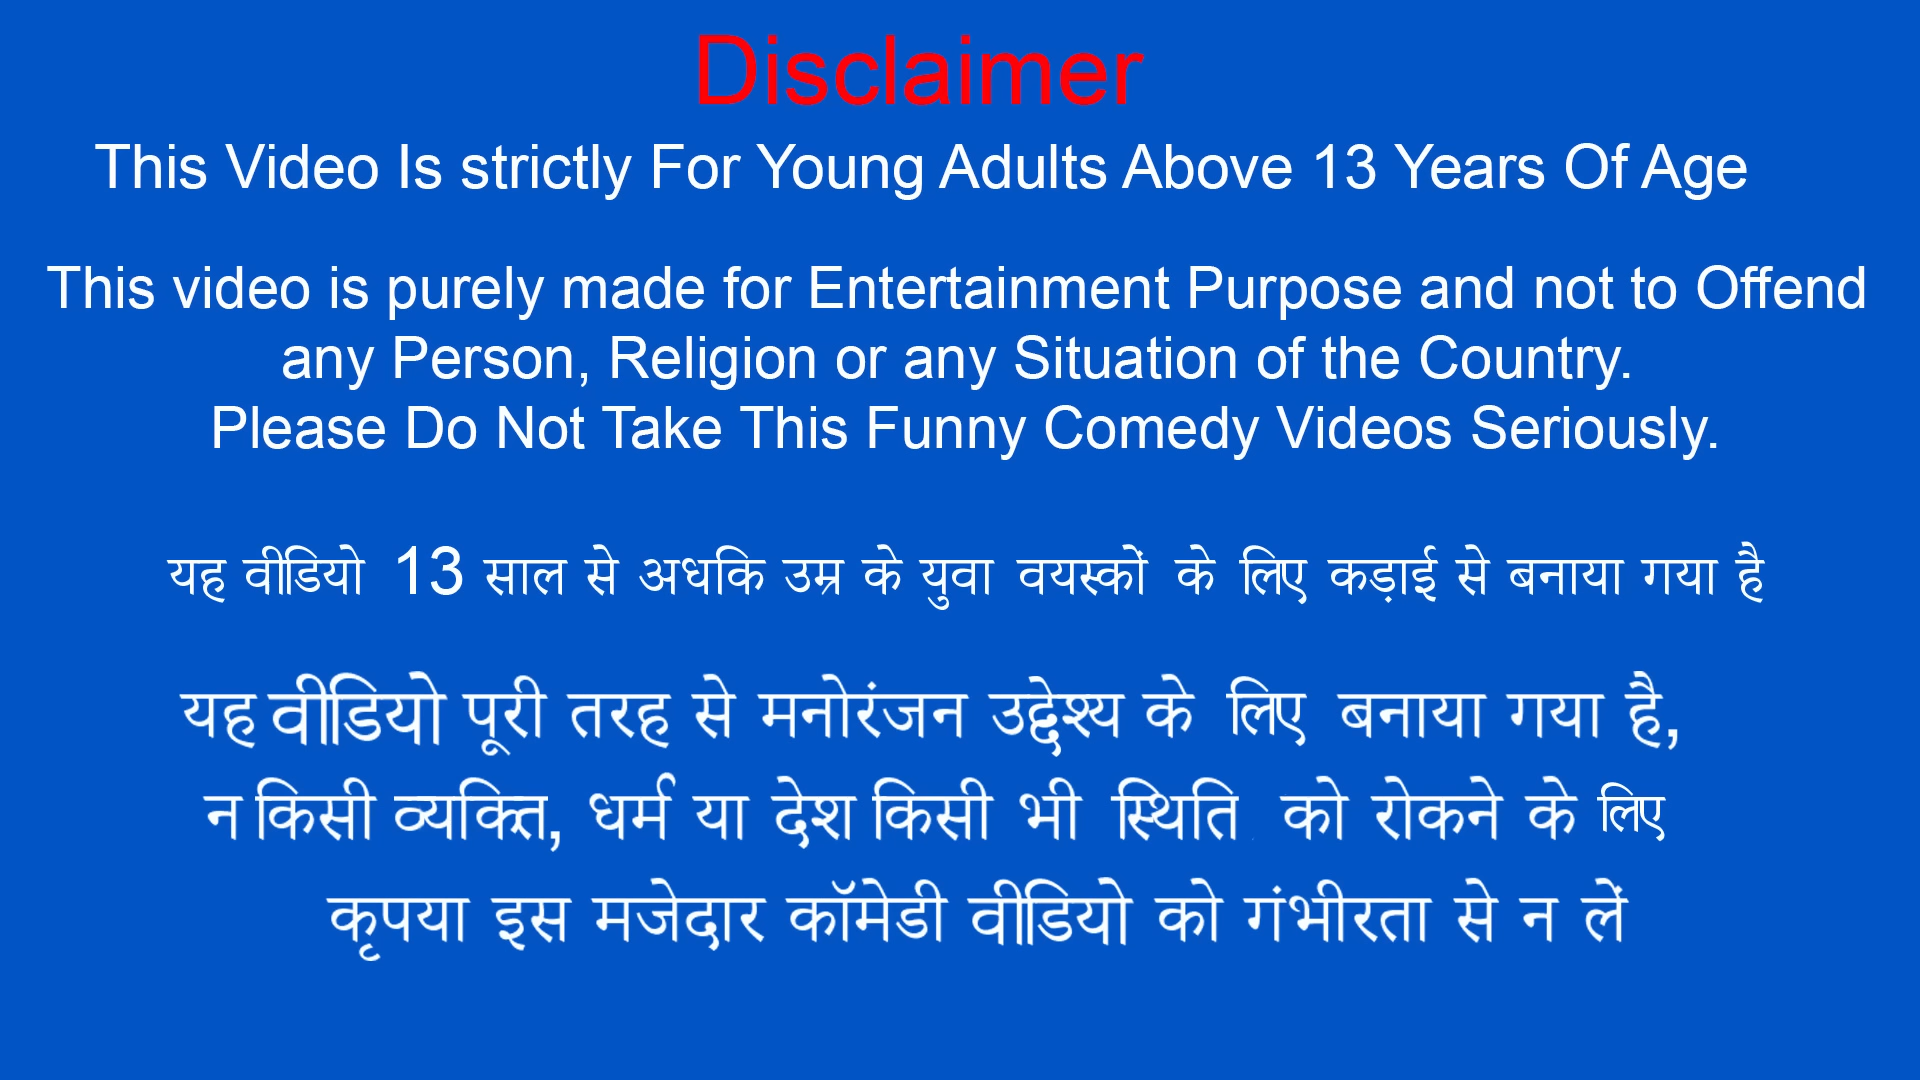 Disclaimer
This Video Is strictly For Young Adults Above 13 Years Of Age
This video is purely made for Entertainment Purpose and not to Offend
any Person, Religion or any Situation of the Country.
Please Do Not Take This Funny Comedy Videos Seriously.
यह वीडियो 13 साल से अधकि उम्र के युवा वयस्कों के लिए कड़ाई से बनाया गया है
यह वीडियो पूरी तरह से मनोरंजन उद्देश्य के लिए बनाया गया है,
न किसी व्यक्ति, धर्म या देश किसी भी स्थिति को रोकने के लिए
कृपया इस मजेदार कॉमेडी वीडियो को गंभीरता से न लें